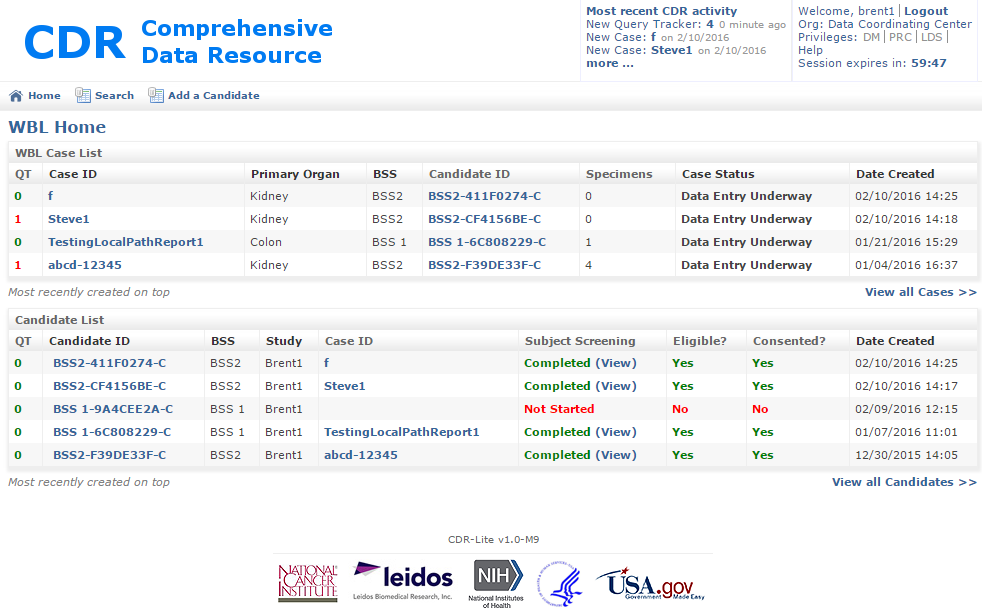 CDR Comprehensive
Data Resource
Most recent CDR activity
New Query Tracker: 4 0 minute ago
New Case: f on 2/10/2016
New Case: Steve1 on 2/10/2016
more ...
Welcome, brent1 | Logout
Org: Data Coordinating Center
Privileges: DM | PRC | LDS |
Help
Session expires in: 59:47
Home Search Add a Candidate
WBL Home
WBL Case List
QT Case ID Primary Organ BSS Candidate ID Specimens Case Status Date Created
0 f Kidney BSS2 BSS2-411F0274-C 0 Data Entry Underway 02/10/2016 14:25
1 Steve1 Kidney BSS2 BSS2-CF4156BE-C 0 Data Entry Underway 02/10/2016 14:18
0 TestingLocalPathReport1 Colon BSS 1 BSS 1-6C808229-C 1 Data Entry Underway 01/21/2016 15:29
1 abcd-12345 Kidney BSS2 BSS2-F39DE33F-C 4 Data Entry Underway 01/04/2016 16:37
Most recently created on top View all Cases >>
Candidate List
QT Candidate ID BSS Study Case ID Subject Screening Eligible? Consented? Date Created
0 BSS2-411F0274-C BSS2 Brent1 f Completed (View) Yes Yes 02/10/2016 14:25
0 BSS2-CF4156BE-C BSS2 Brent1 Steve1 Completed (View) Yes Yes 02/10/2016 14:17
0 BSS 1-9A4CEE2A-C BSS 1 Brent1 Not Started No No 02/09/2016 12:15
0 BSS 1-6C808229-C BSS 1 Brent1 TestingLocalPathReport1 Completed (View) Yes Yes 01/07/2016 11:01
0 BSS2-F39DE33F-C BSS2 Brent1 abcd-12345 Completed (View) Yes Yes 12/30/2015 14:05
Most recently created on top View all Candidates >>
CDR-Lite v1.0-M9
NATIONAL
CANCER
INSTITUTE
leidos
Leidos Biomedical Research, Inc.
NIH
National Institutes
of Health
USA.gov
Government Made Easy